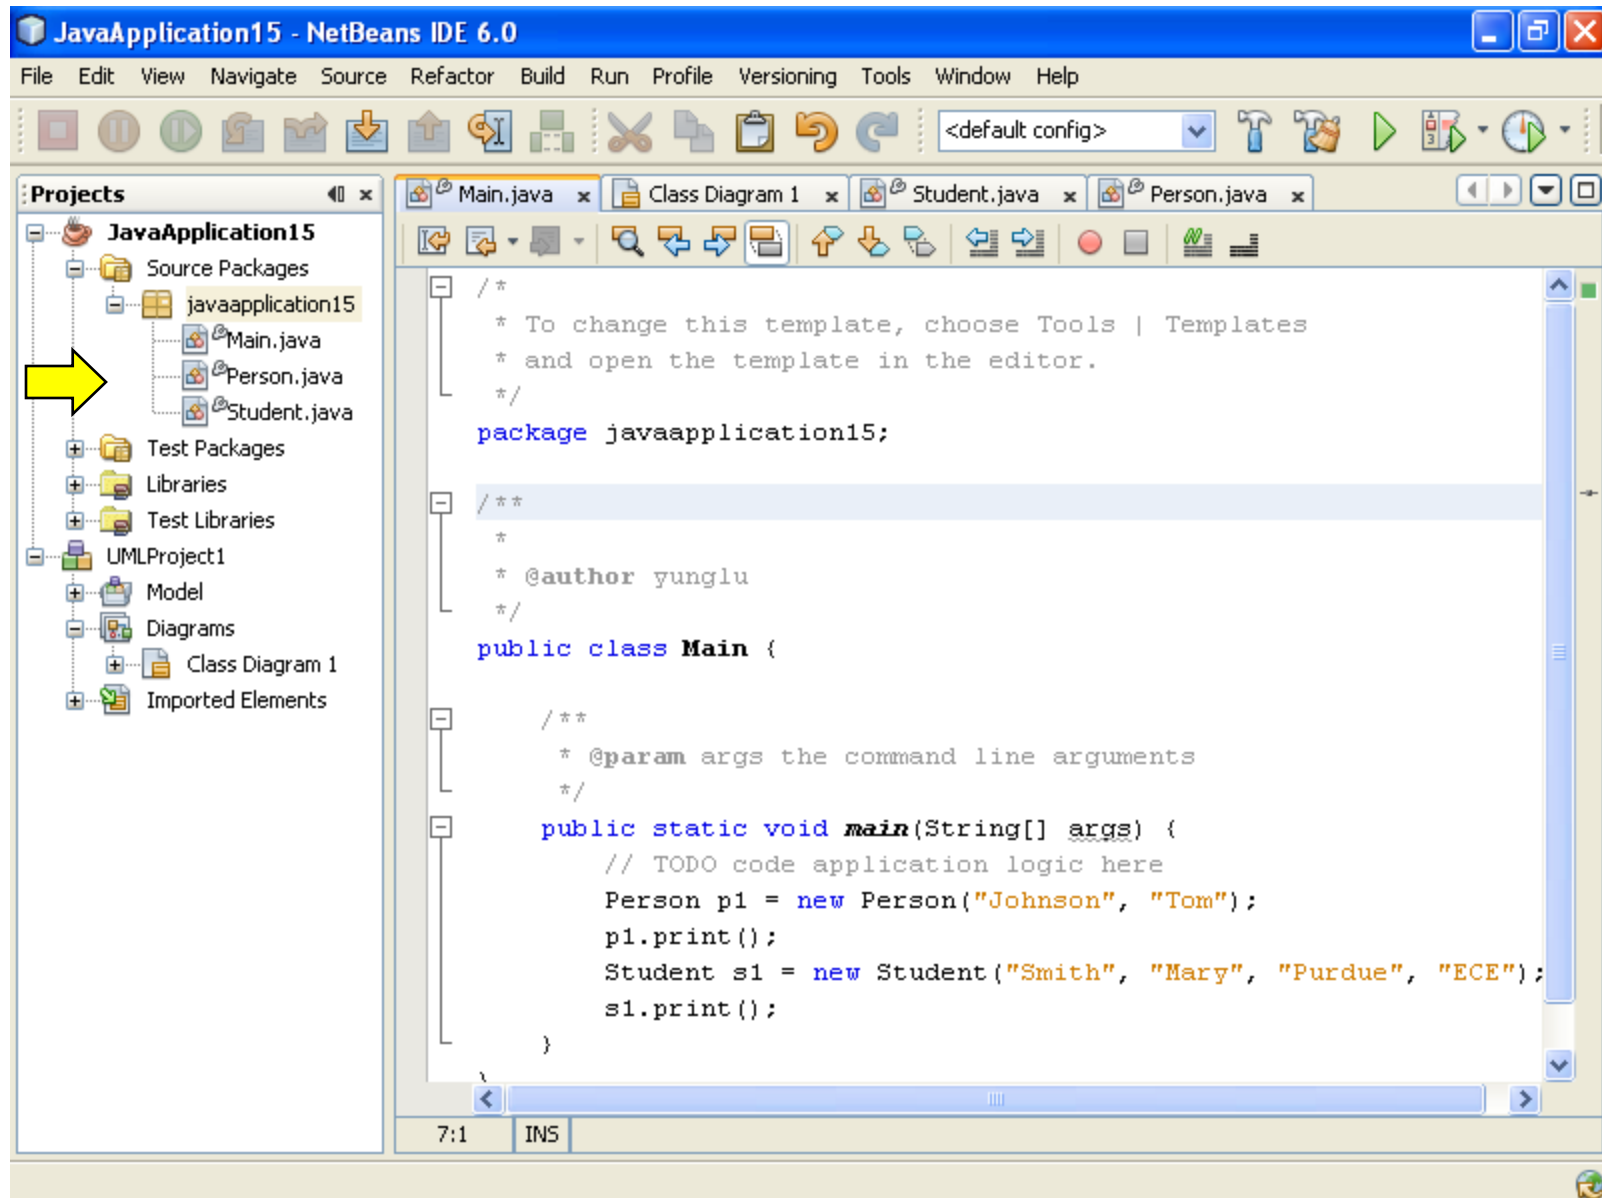 JavaApplication15 - NetBeans IDE 6.0
File Edit View Navigate Source Refactor Build Run Profile Versioning Tools Window Help
<default config>
Projects
Main.java
Class Diagram 1
Student.java
Person.java
JavaApplication15
Source Packages
javaapplication15
Main.java
Person.java
Student.java
Test Packages
Libraries
Test Libraries
UMLProject1
Model
Diagrams
Class Diagram 1
Imported Elements
/*
* To change this template, choose Tools | Templates
* and open the template in the editor.
*/
package javaapplication15;
/**
*
* @author yunglu
*/
public class Main {
/**
* @param args the command line arguments
*/
public static void main(String[] args) {
// TODO code application logic here
Person p1 = new Person("Johnson", "Tom");
p1.print();
Student s1 = new Student("Smith", "Mary", "Purdue", "ECE");
s1.print();
}
}
7:1 INS